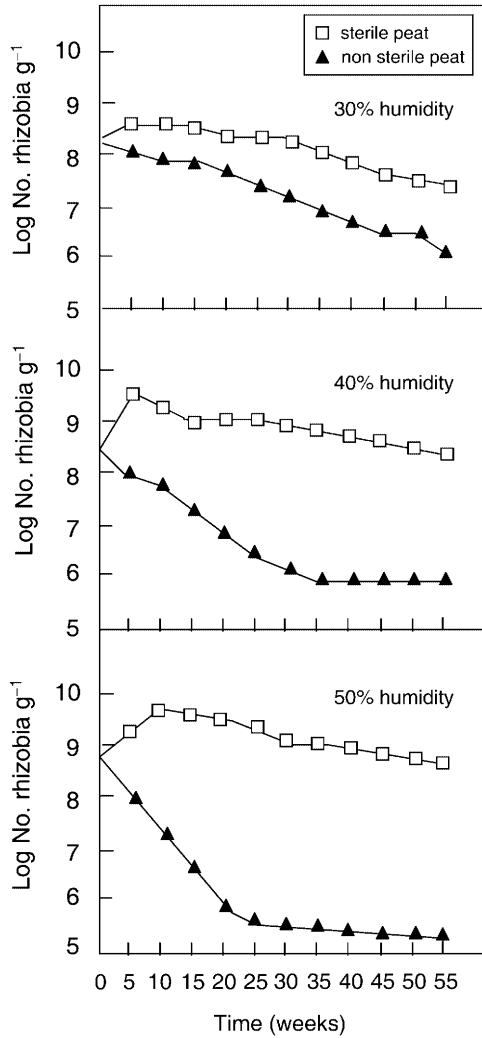 sterile peat
non sterile peat
30% humidity
Log No. rhizobia g⁻¹
10
9
8
7
6
5
40% humidity
Log No. rhizobia g⁻¹
10
9
8
7
6
5
50% humidity
Log No. rhizobia g⁻¹
10
9
8
7
6
5
0 5 10 15 20 25 30 35 40 45 50 55
Time (weeks)